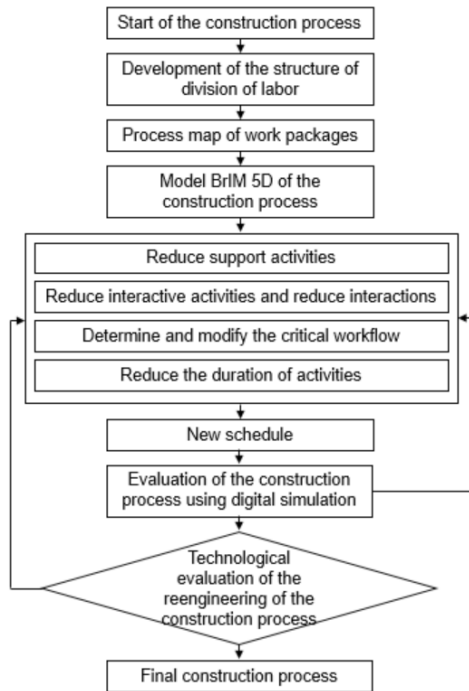 Start of the construction process
Development of the structure of
division of labor
Process map of work packages
Model BrIM 5D of the
construction process
Reduce support activities
Reduce interactive activities and reduce interactions
Determine and modify the critical workflow
Reduce the duration of activities
New schedule
Evaluation of the construction
process using digital simulation
Technological
evaluation of the
reengineering of the
construction process
Final construction process